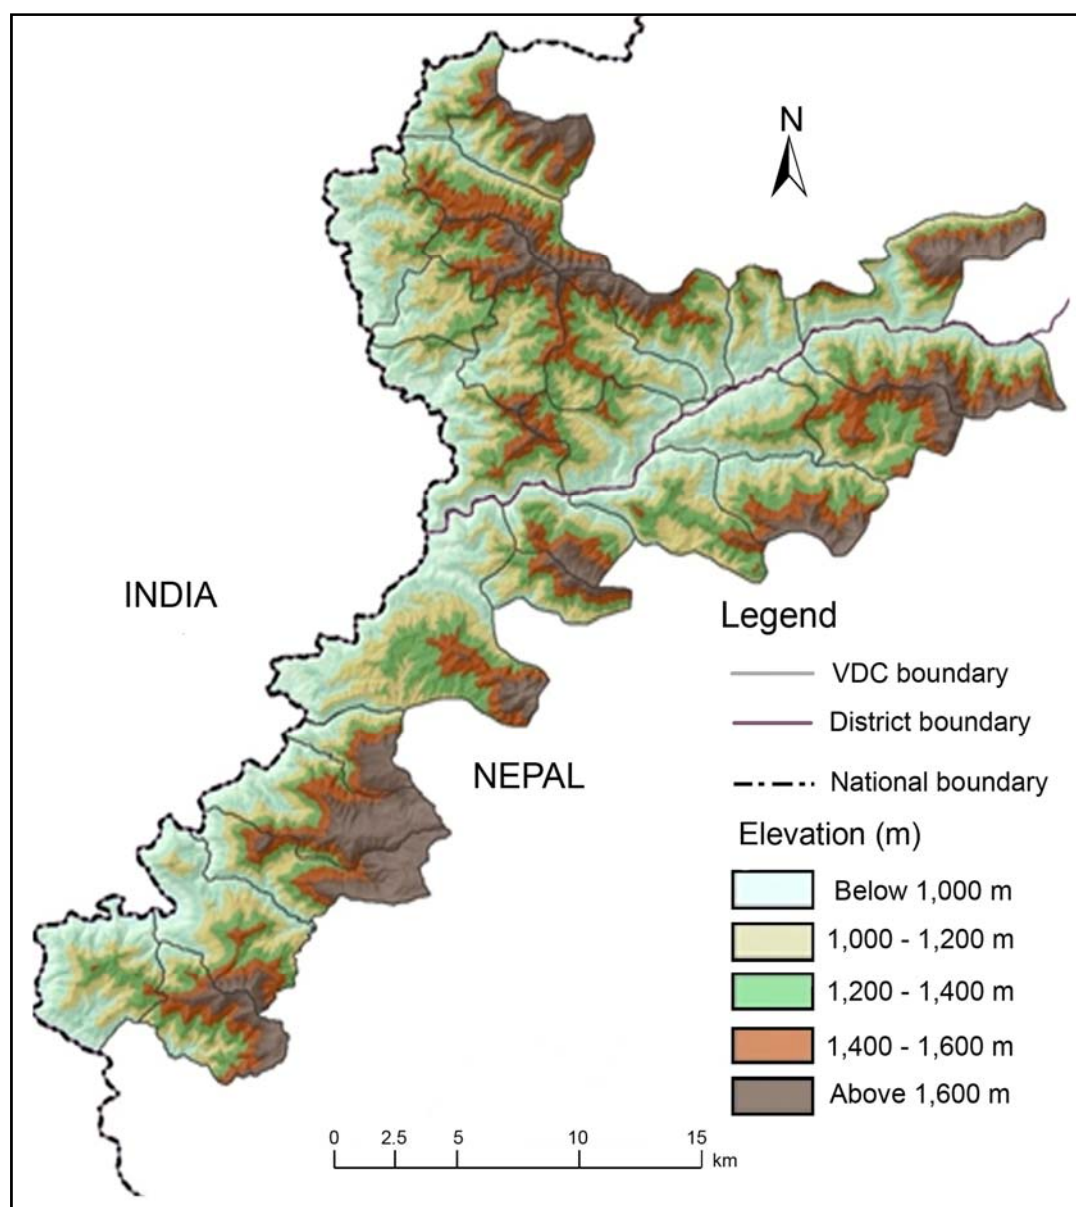 N
INDIA
NEPAL
Legend
VDC boundary
District boundary
National boundary
Elevation (m)
Below 1,000 m
1,000 - 1,200 m
1,200 - 1,400 m
1,400 - 1,600 m
Above 1,600 m
0 2.5 5 10 15
km